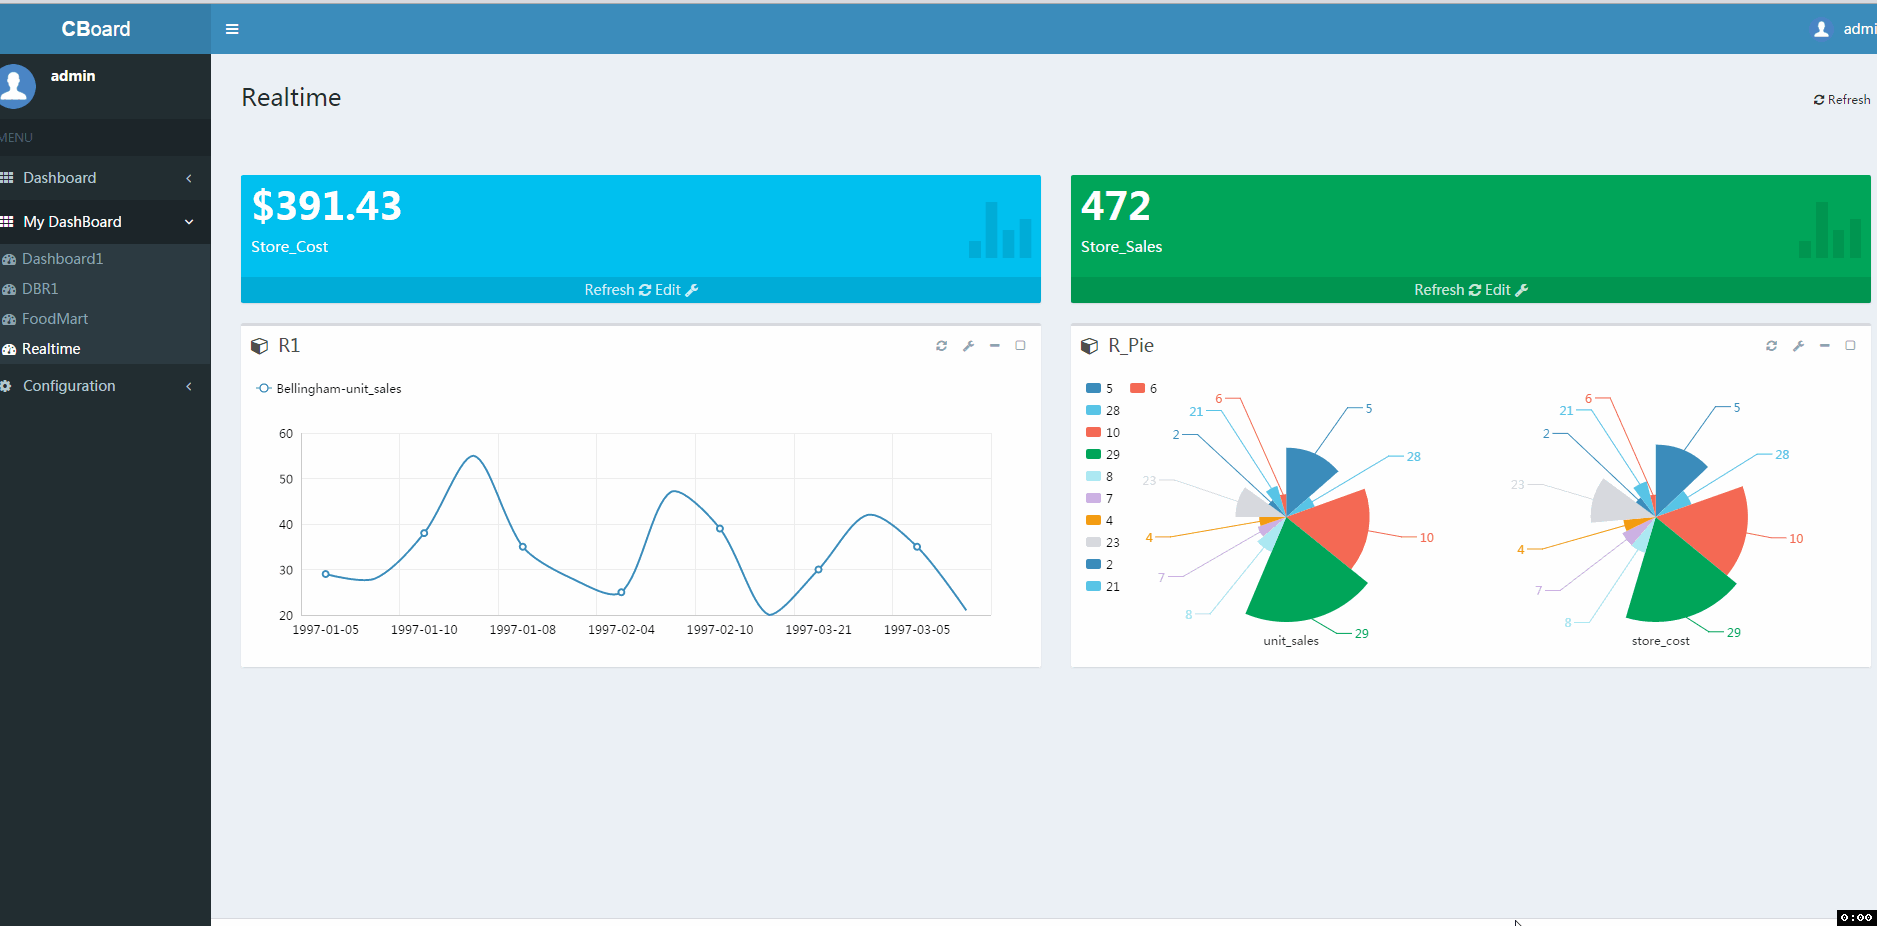 CBoard
admi
admin
MENU
Dashboard
My DashBoard
Dashboard1
DBR1
FoodMart
Realtime
Configuration
Realtime
Refresh
$391.43
Store_Cost
Refresh Edit
472
Store_Sales
Refresh Edit
R1
Bellingham-unit_sales
60
50
40
30
20
1997-01-05 1997-01-10 1997-01-08 1997-02-04 1997-02-10 1997-03-21 1997-03-05
R_Pie
5 6
28
10
29
8
7
4
23
2
21
6
21
2
23
4
7
8
5
28
10
29
unit_sales
6
21
2
23
4
7
8
5
28
10
29
store_cost
0:00